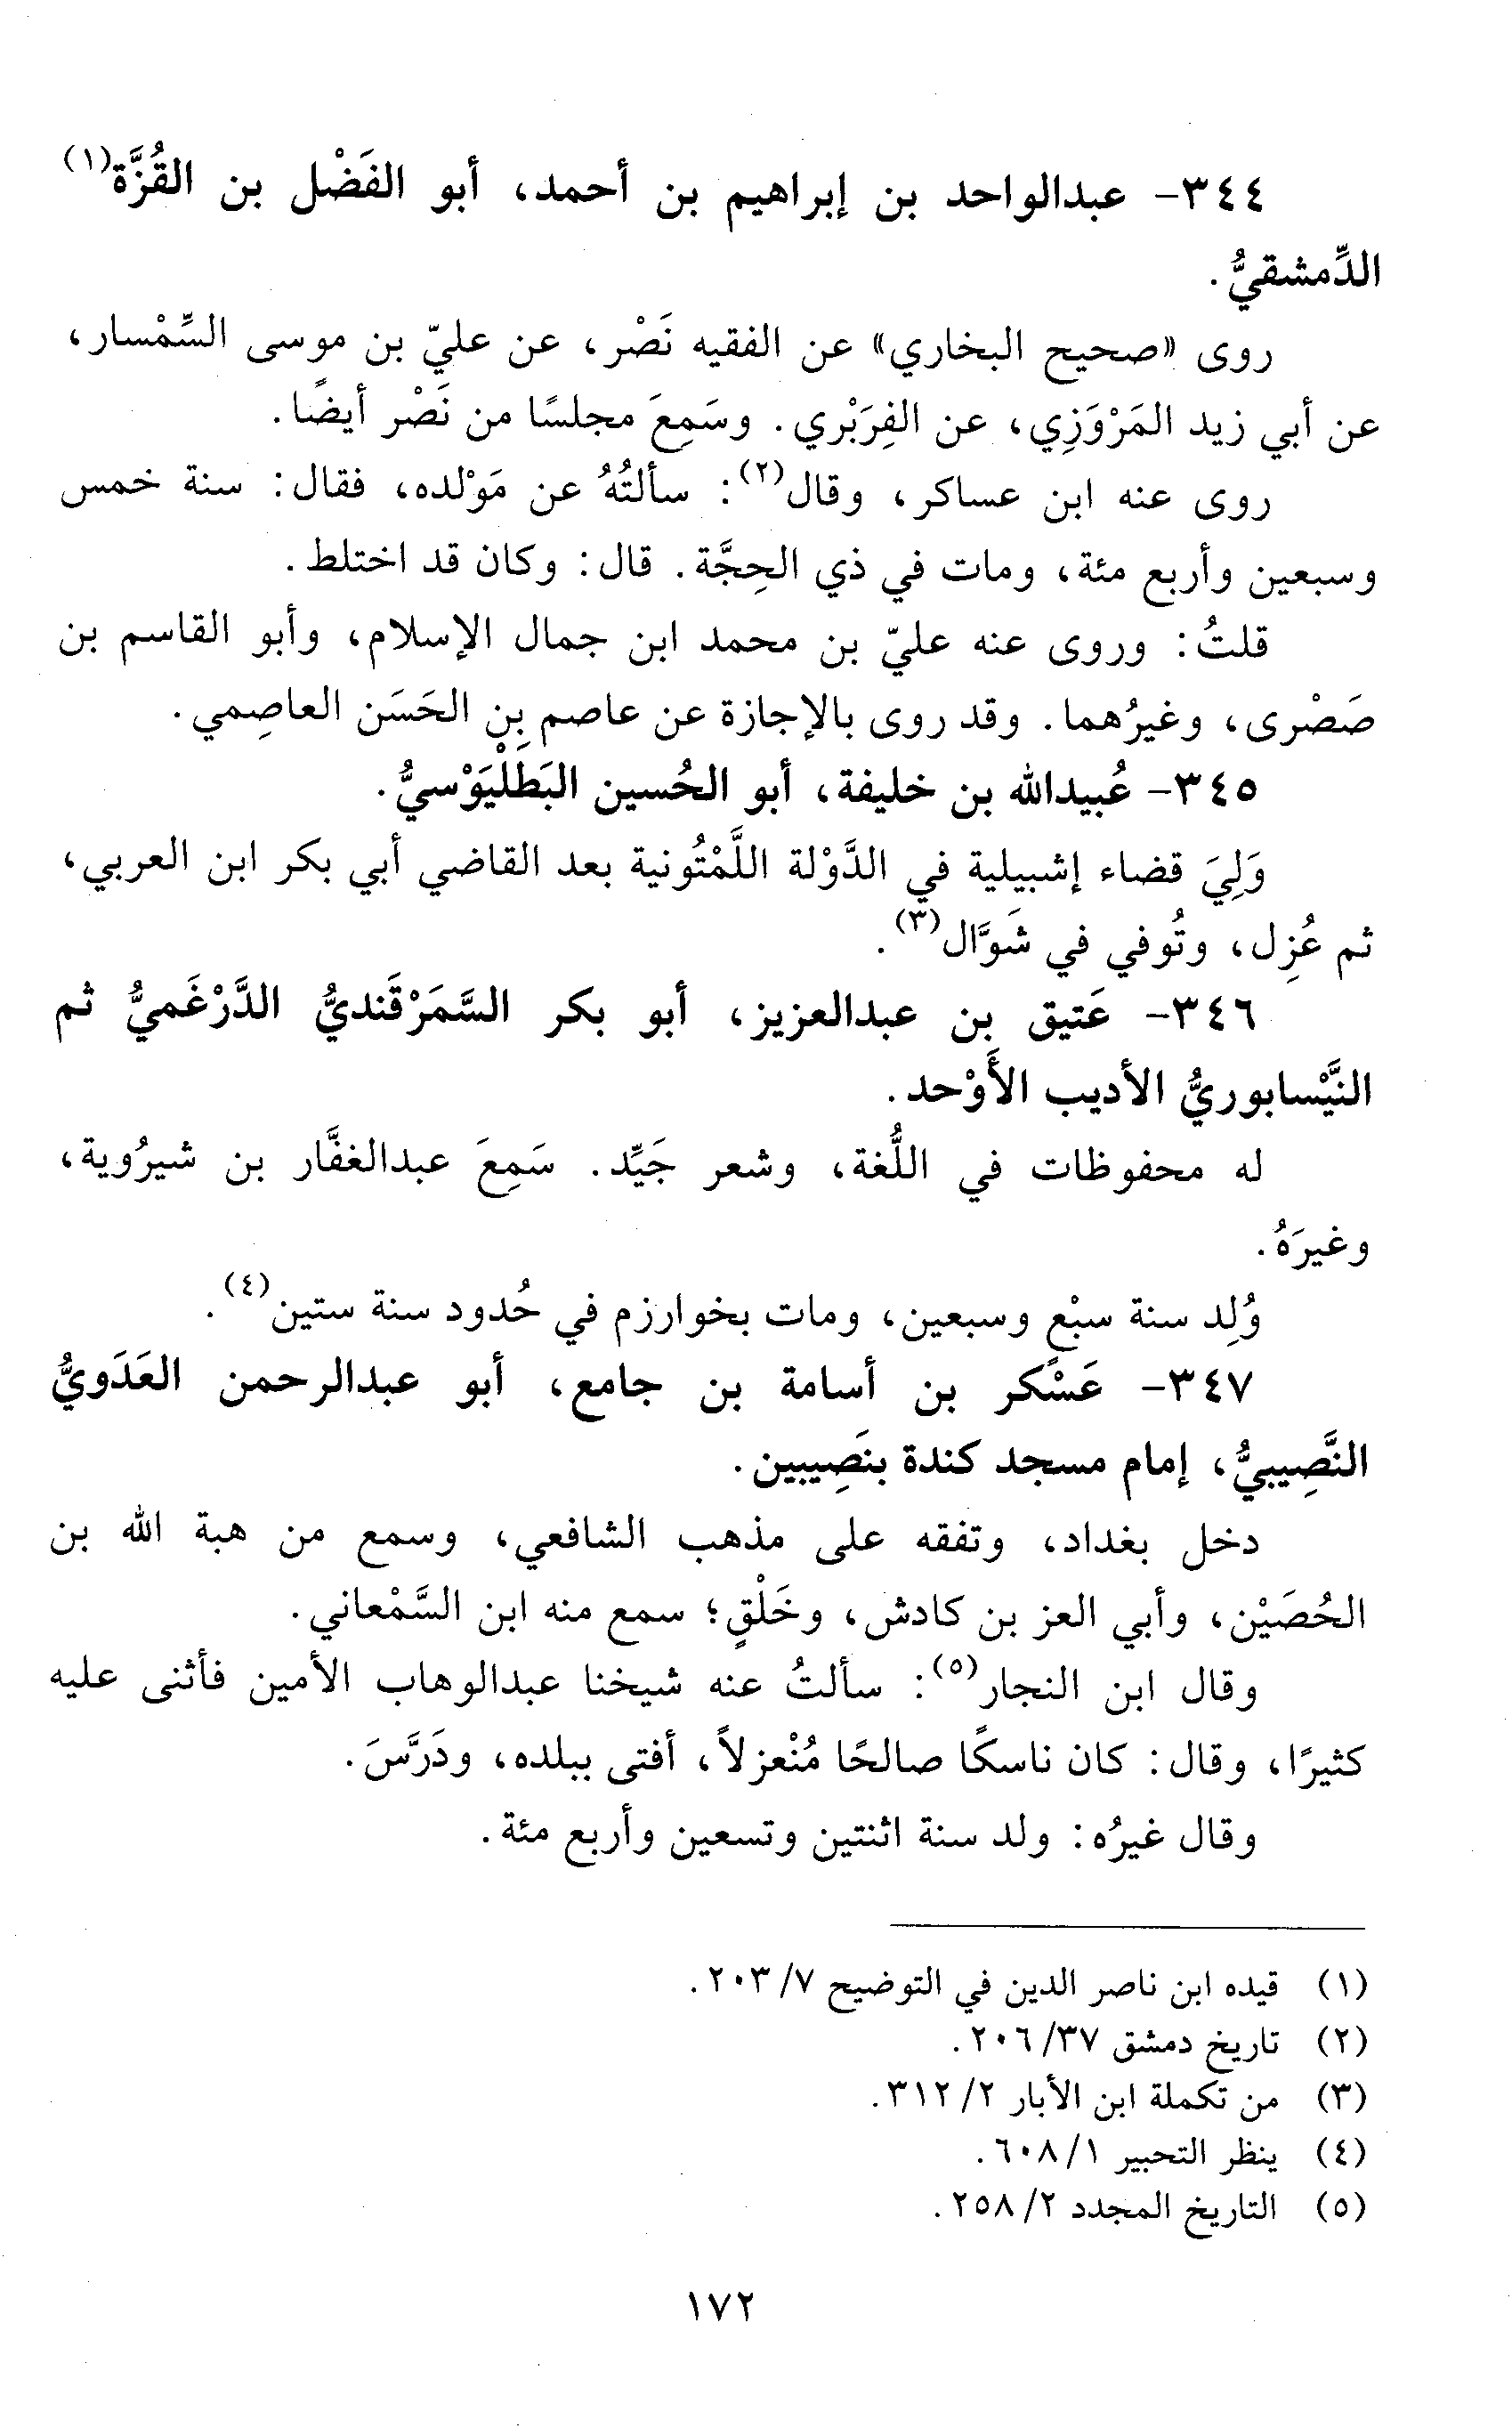 ٣٤٤- عبدالواحد بن إبراهيم بن أحمد، أبو الفَضْل بن القُزَّة(١)
الدِّمشقيُّ.
روى «صحيح البخاري» عن الفقيه نَصْر، عن عليّ بن موسى السِّمْسار،
عن أبي زيد المَرْوَزِي، عن الفِرَبْري. وسَمِعَ مجلسًا من نَصْر أيضًا.
روى عنه ابن عساكر، وقال(٢): سألتُهُ عن مَوْلده، فقال: سنة خمس
وسبعين وأربع مئة، ومات في ذي الحِجَّة. قال: وكان قد اختلط.
قلتُ: وروى عنه عليّ بن محمد ابن جمال الإسلام، وأبو القاسم بن
صَصْرى، وغيرُهما. وقد روى بالإجازة عن عاصم بن الحَسَن العاصِمي.
٣٤٥- عُبيدالله بن خليفة، أبو الحُسين البَطَلْيَوْسيُّ.
وَلِيَ قضاء إشبيلية في الدَّوْلة اللَّمْتُونية بعد القاضي أبي بكر ابن العربي،
ثم عُزِل، وتُوفي في شَوَّال(٣).
٣٤٦- عَتيق بن عبدالعزيز، أبو بكر السَّمَرْقَنديُّ الدَّرْغَميُّ ثم
النَّيْسابوريُّ الأديب الأَوْحد.
له محفوظات في اللُّغة، وشعر جَيِّد. سَمِعَ عبدالغفَّار بن شيرُوية،
وغيرَهُ.
وُلِد سنة سبْع وسبعين، ومات بخوارزم في حُدود سنة ستين(٤).
٣٤٧- عَسْكر بن أسامة بن جامع، أبو عبدالرحمن العَدَويُّ
النَّصِيبيُّ، إمام مسجد كندة بنَصِيبين.
دخل بغداد، وتفقه على مذهب الشافعي، وسمع من هبة الله بن
الحُصَيْن، وأبي العز بن كادش، وخَلْقٍ؛ سمع منه ابن السَّمْعاني.
وقال ابن النجار(٥): سألتُ عنه شيخنا عبدالوهاب الأمين فأثنى عليه
كثيرًا، وقال: كان ناسكًا صالحًا مُنْعزلاً، أفتى ببلده، ودَرَّسَ.
وقال غيرُه: ولد سنة اثنتين وتسعين وأربع مئة.
(١) قيده ابن ناصر الدين في التوضيح ٧/ ٢٠٣.
(٢) تاريخ دمشق ٣٧/ ٢٠٦.
(٣) من تكملة ابن الأبار ٢/ ٣١٢.
(٤) ينظر التحبير ١/ ٦٠٨.
(٥) التاريخ المجدد ٢/ ٢٥٨.
١٧٢